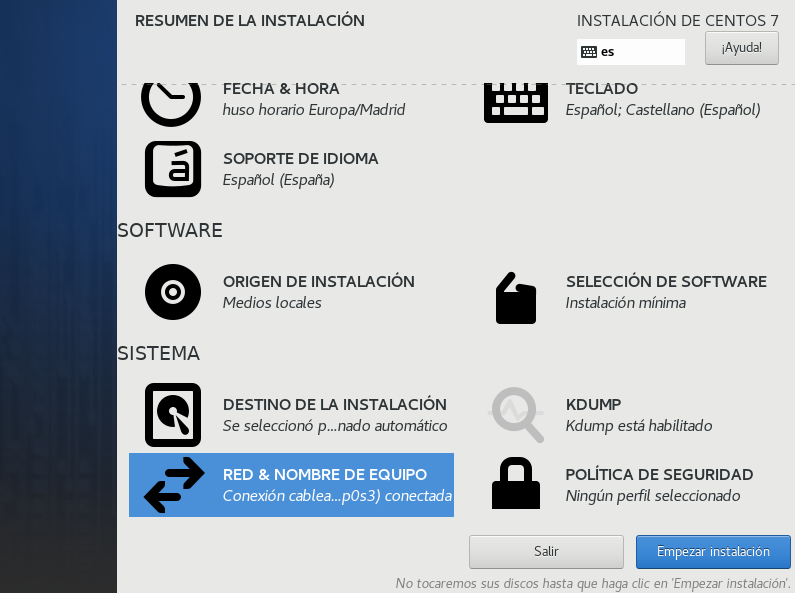 RESUMEN DE LA INSTALACIÓN
INSTALACIÓN DE CENTOS 7
es
¡Ayuda!
FECHA & HORA
huso horario Europa/Madrid
TECLADO
Español; Castellano (Español)
á
SOPORTE DE IDIOMA
Español (España)
SOFTWARE
ORIGEN DE INSTALACIÓN
Medios locales
SELECCIÓN DE SOFTWARE
Instalación mínima
SISTEMA
DESTINO DE LA INSTALACIÓN
Se seleccionó p...nado automático
KDUMP
Kdump está habilitado
RED & NOMBRE DE EQUIPO
Conexión cablea...p0s3) conectada
POLÍTICA DE SEGURIDAD
Ningún perfil seleccionado
Salir
Empezar instalación
No tocaremos sus discos hasta que haga clic en 'Empezar instalación'.